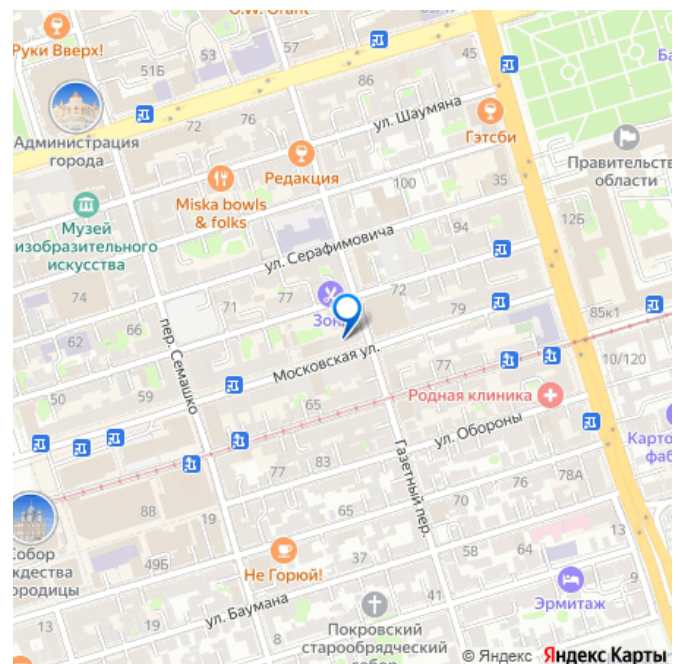 G.W. Grant
Руки Вверх!
51Б
53
57
86
45
72
76
ул. Шаумяна
Гэтсби
Администрация
города
Редакция
Правительств
области
100
35
Miska bowls
& folks
Музей
изобразительного
искусства
94
12Б
ул. Серафимовича
74
71
77
72
79
85к1
62
66
Зон
пер. Семашко
Московская ул.
77
10/120
50
59
65
Родная клиника
ул. Обороны
Карто
фаб
83
77
Газетный пер.
76
78А
70
88
19
65
13
Собор
ждества
ородицы
49Б
37
58
64
Не Горюй!
9
Эрмитаж
ул. Баумана
41
13
8
Покровский
старообрядческий
собор
© Яндекс Яндекс Карты